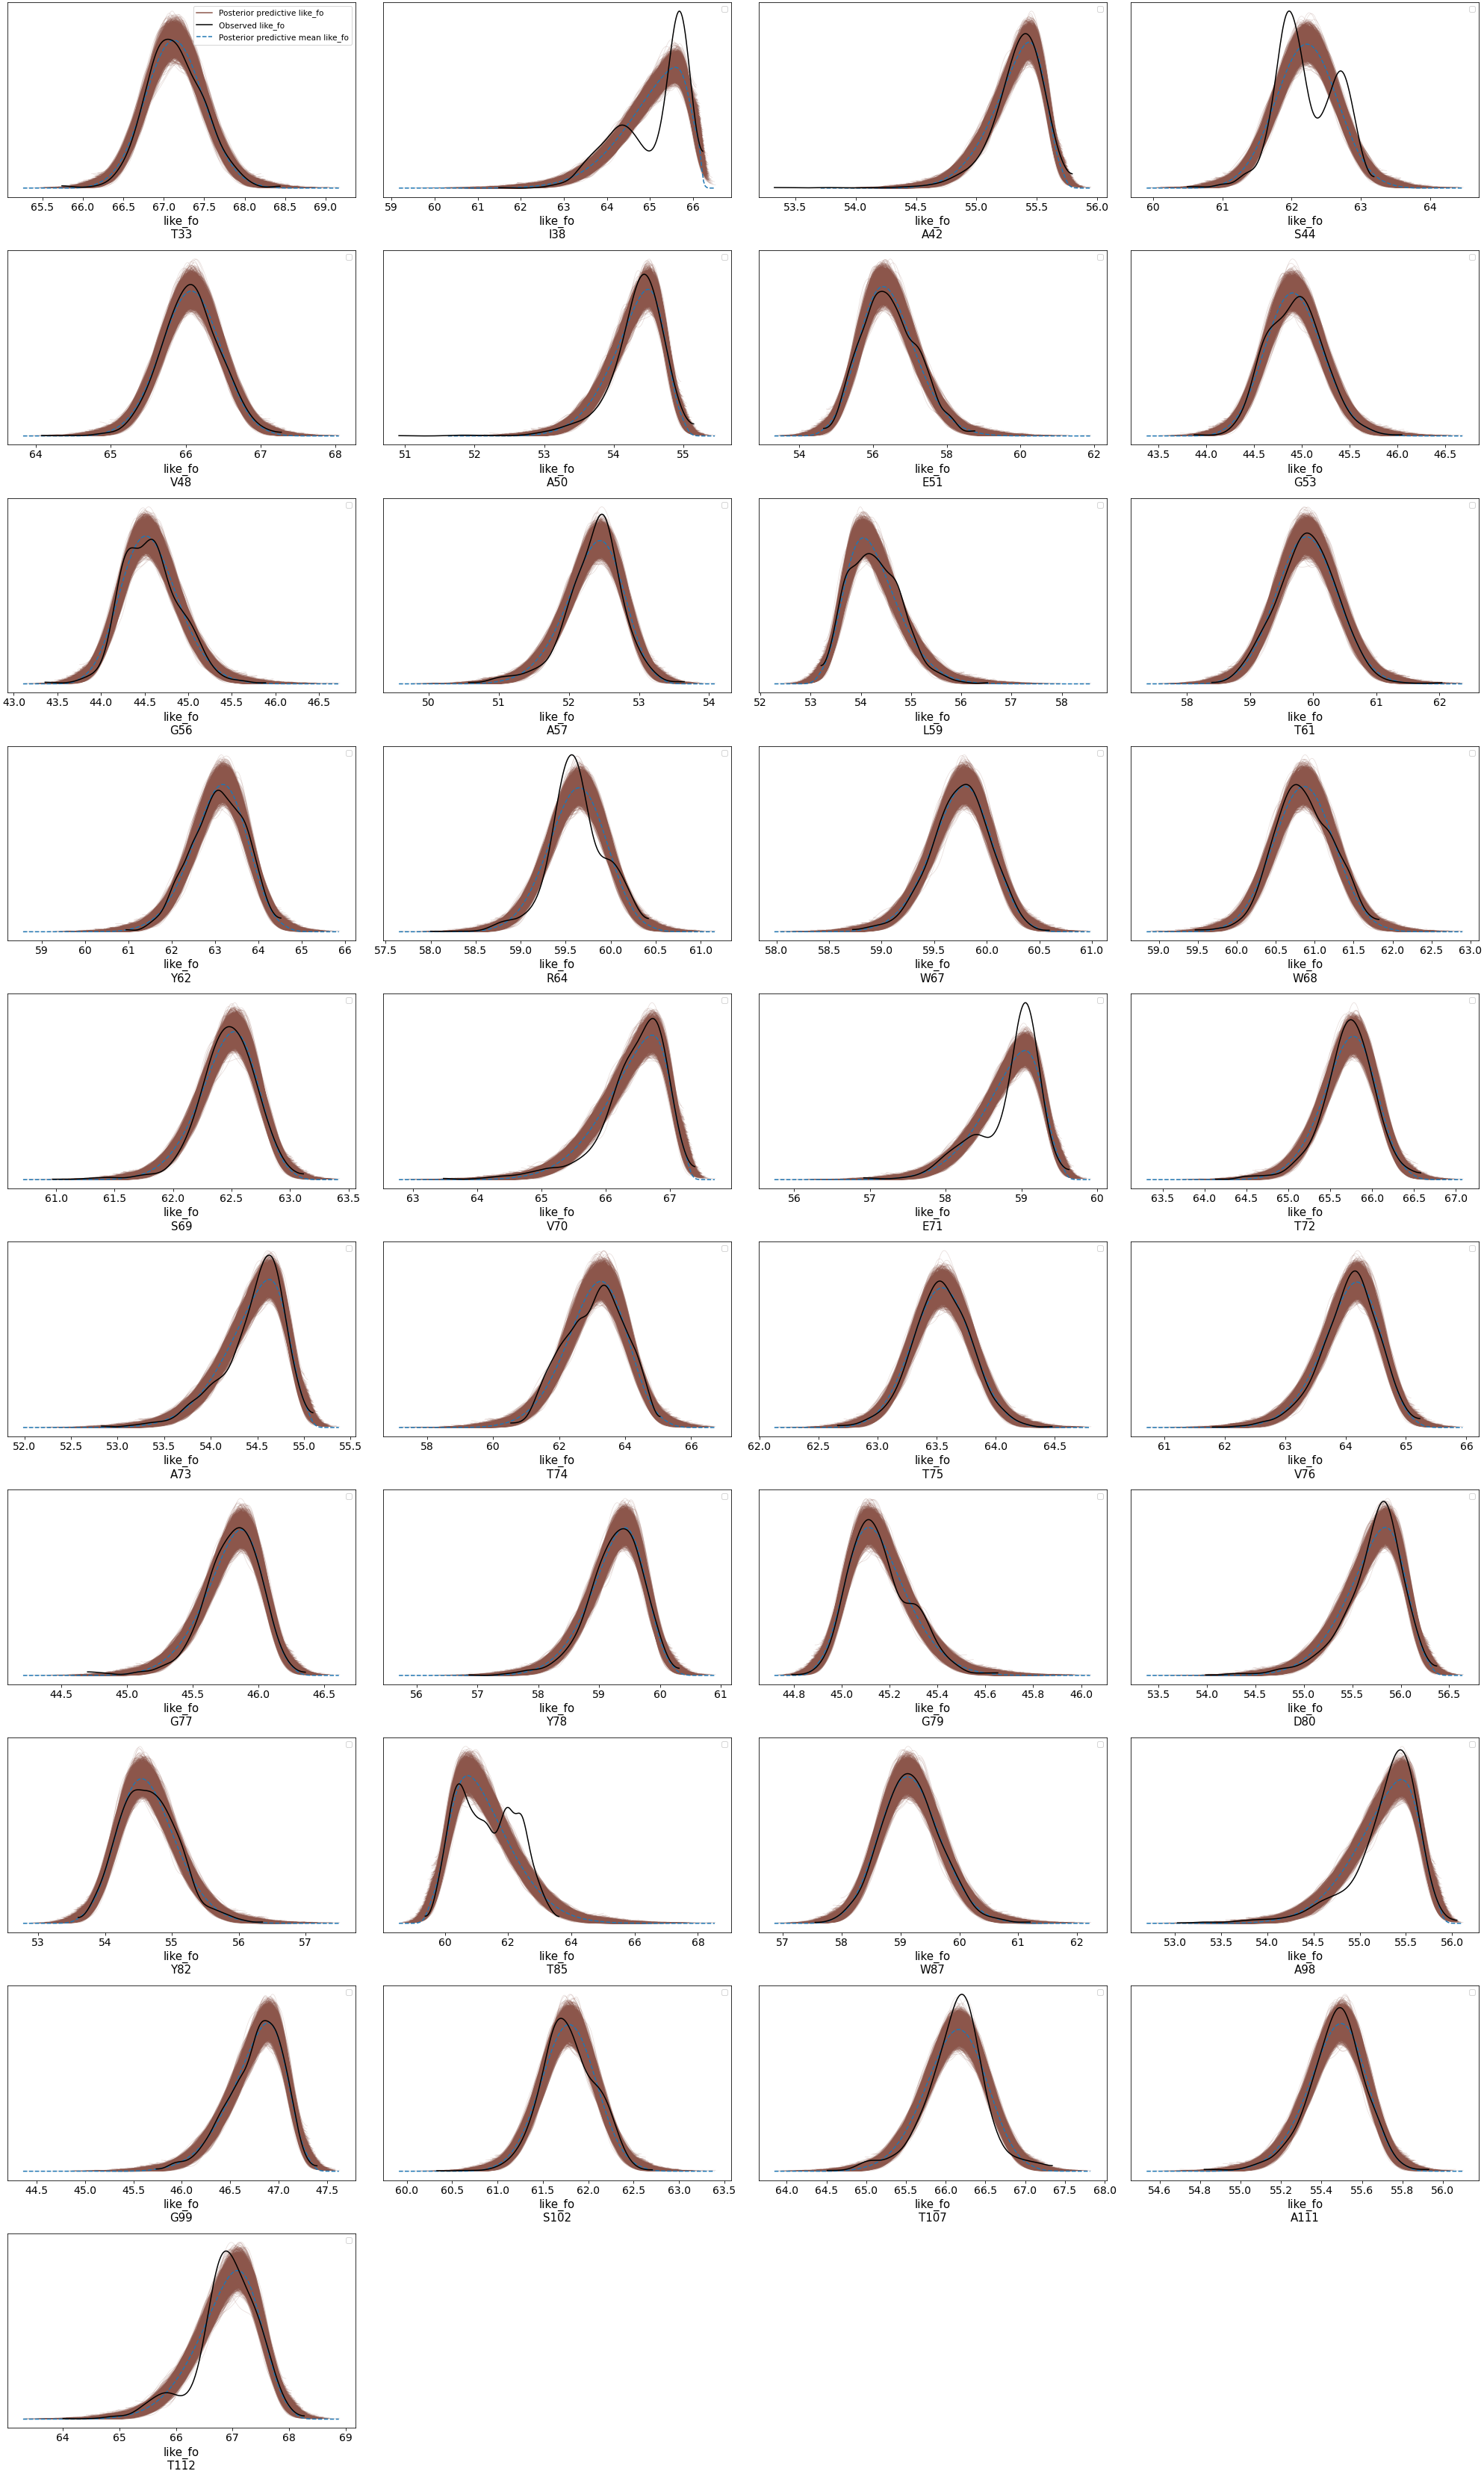 Posterior predictive like_fo
Observed like_fo
Posterior predictive mean like_fo
65.5 66.0 66.5 67.0 67.5 68.0 68.5 69.0
like_fo
T33
59 60 61 62 63 64 65 66
like_fo
I38
53.5 54.0 54.5 55.0 55.5 56.0
like_fo
A42
60 61 62 63 64
like_fo
S44
64 65 66 67 68
like_fo
V48
51 52 53 54 55
like_fo
A50
54 56 58 60 62
like_fo
E51
43.5 44.0 44.5 45.0 45.5 46.0 46.5
like_fo
G53
43.0 43.5 44.0 44.5 45.0 45.5 46.0 46.5
like_fo
G56
50 51 52 53 54
like_fo
A57
52 53 54 55 56 57 58
like_fo
L59
58 59 60 61 62
like_fo
T61
59 60 61 62 63 64 65 66
like_fo
Y62
57.5 58.0 58.5 59.0 59.5 60.0 60.5 61.0
like_fo
R64
58.0 58.5 59.0 59.5 60.0 60.5 61.0
like_fo
W67
59.0 59.5 60.0 60.5 61.0 61.5 62.0 62.5 63.0
like_fo
W68
61.0 61.5 62.0 62.5 63.0 63.5
like_fo
S69
63 64 65 66 67
like_fo
V70
56 57 58 59 60
like_fo
E71
63.5 64.0 64.5 65.0 65.5 66.0 66.5 67.0
like_fo
T72
52.0 52.5 53.0 53.5 54.0 54.5 55.0 55.5
like_fo
A73
58 60 62 64 66
like_fo
T74
62.0 62.5 63.0 63.5 64.0 64.5
like_fo
T75
61 62 63 64 65 66
like_fo
V76
44.5 45.0 45.5 46.0 46.5
like_fo
G77
56 57 58 59 60 61
like_fo
Y78
44.8 45.0 45.2 45.4 45.6 45.8 46.0
like_fo
G79
53.5 54.0 54.5 55.0 55.5 56.0 56.5
like_fo
D80
53 54 55 56 57
like_fo
Y82
60 62 64 66 68
like_fo
T85
57 58 59 60 61 62
like_fo
W87
53.0 53.5 54.0 54.5 55.0 55.5 56.0
like_fo
A98
44.5 45.0 45.5 46.0 46.5 47.0 47.5
like_fo
G99
60.0 60.5 61.0 61.5 62.0 62.5 63.0 63.5
like_fo
S102
64.0 64.5 65.0 65.5 66.0 66.5 67.0 67.5 68.0
like_fo
T107
54.6 54.8 55.0 55.2 55.4 55.6 55.8 56.0
like_fo
A111
64 65 66 67 68 69
like_fo
T112